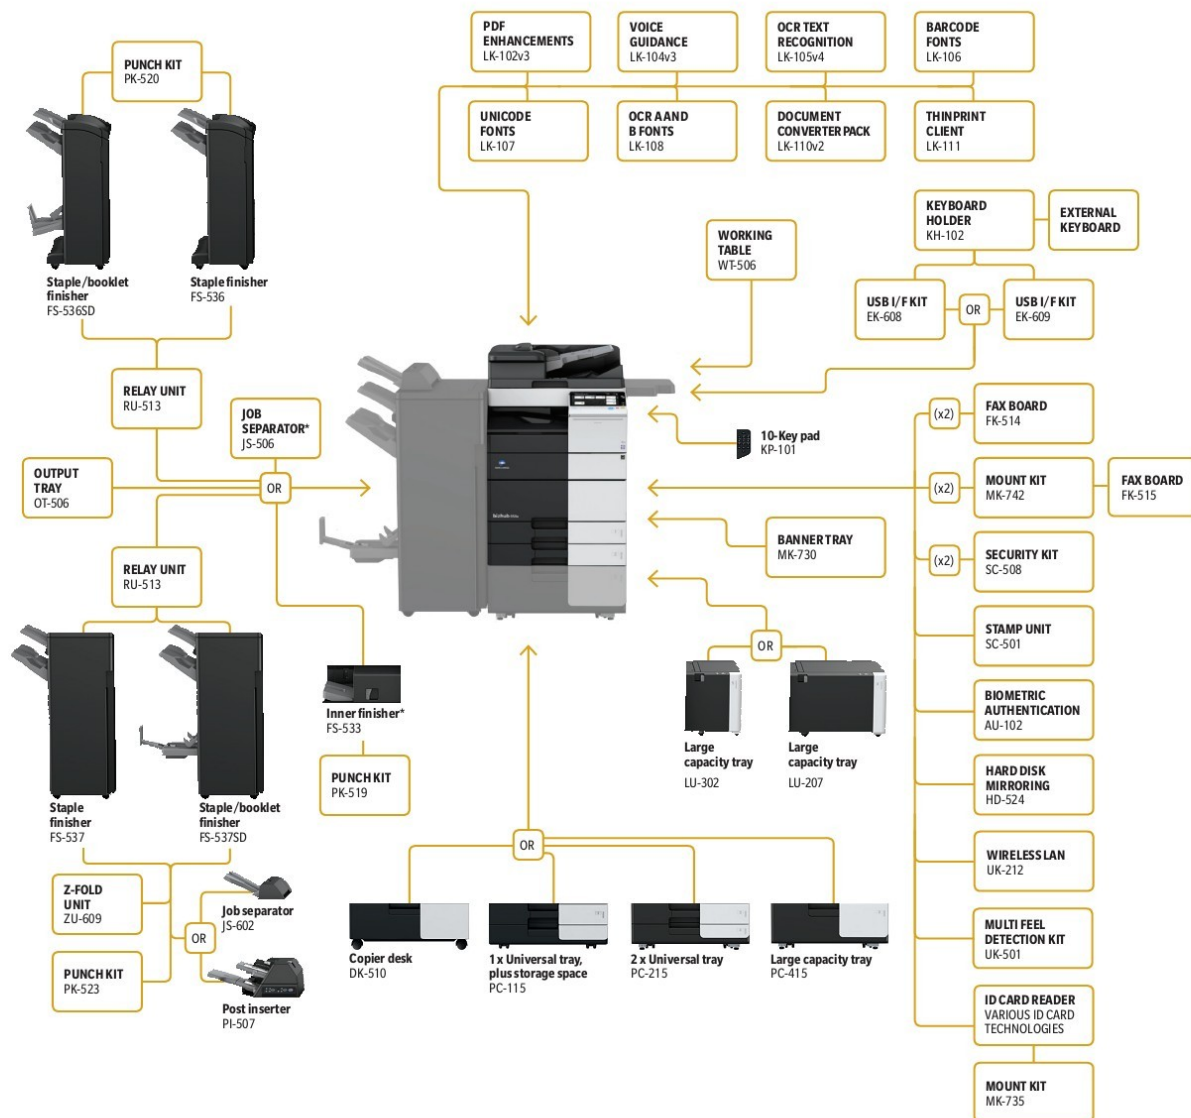 PDF
ENHANCEMENTS
LK-102v3
VOICE
GUIDANCE
LK-104v3
OCR TEXT
RECOGNITION
LK-105v4
BARCODE
FONTS
LK-106
PUNCH KIT
PK-520
UNICODE
FONTS
LK-107
OCR A AND
B FONTS
LK-108
DOCUMENT
CONVERTER PACK
LK-110v2
THINPRINT
CLIENT
LK-111
KEYBOARD
HOLDER
KH-102
EXTERNAL
KEYBOARD
WORKING
TABLE
WT-506
Staple/booklet
finisher
FS-536SD
Staple finisher
FS-536
USB I/F KIT
EK-608
OR
USB I/F KIT
EK-609
RELAY UNIT
RU-513
JOB
SEPARATOR*
JS-506
(x2)
FAX BOARD
FK-514
10-Key pad
KP-101
OUTPUT
TRAY
OT-506
OR
(x2)
MOUNT KIT
MK-742
FAX BOARD
FK-515
BANNER TRAY
MK-730
(x2)
SECURITY KIT
SC-508
RELAY UNIT
RU-513
STAMP UNIT
SC-501
OR
Inner finisher*
FS-533
BIOMETRIC
AUTHENTICATION
AU-102
Large
capacity tray
LU-302
Large
capacity tray
LU-207
PUNCH KIT
PK-519
HARD DISK
MIRRORING
HD-524
Staple
finisher
FS-537
Staple/booklet
finisher
FS-537SD
OR
WIRELESS LAN
UK-212
Z-FOLD
UNIT
ZU-609
Job separator
JS-602
OR
PUNCH KIT
PK-523
Post inserter
PI-507
Copier desk
DK-510
1 x Universal tray,
plus storage space
PC-115
2 x Universal tray
PC-215
Large capacity tray
PC-415
MULTI FEEL
DETECTION KIT
UK-501
ID CARD READER
VARIOUS ID CARD
TECHNOLOGIES
MOUNT KIT
MK-735